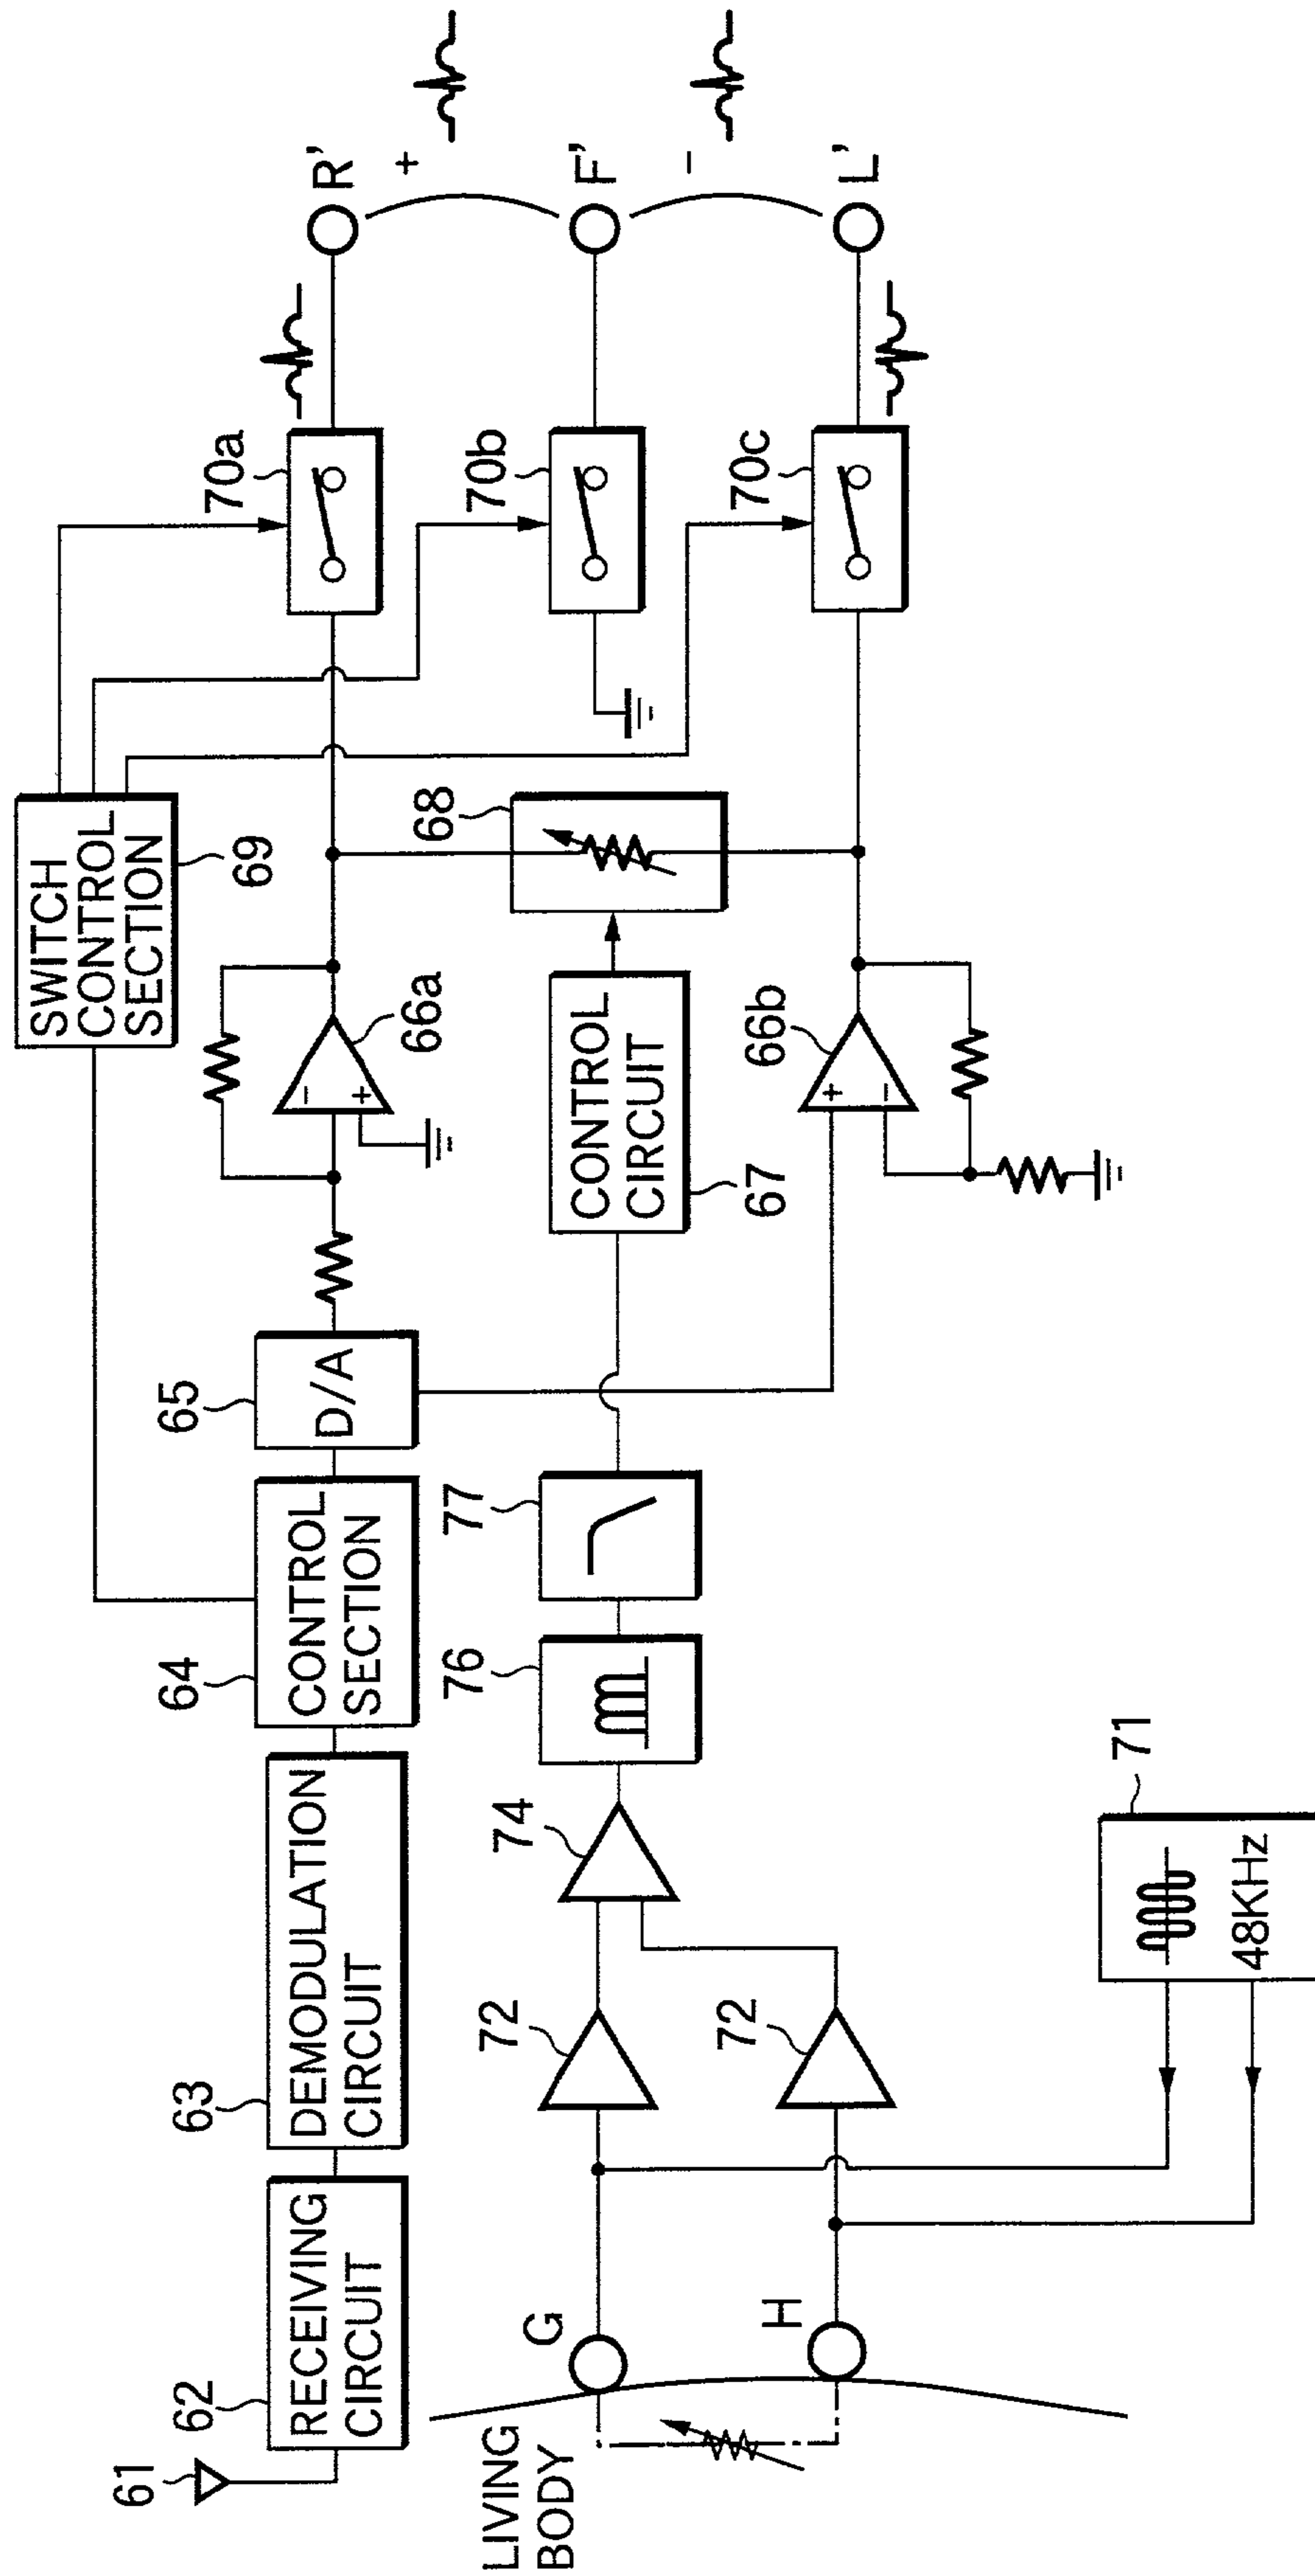 61
62
RECEIVING
CIRCUIT
63
DEMODULATION
CIRCUIT
64
CONTROL
SECTION
65
D/A
66a
−
+
SWITCH
CONTROL
SECTION
69
70a
R'
+
70b
F'
−
70c
L'
68
CONTROL
CIRCUIT
67
66b
+
−
77
76
74
72
72
G
H
LIVING
BODY
71
48KHz